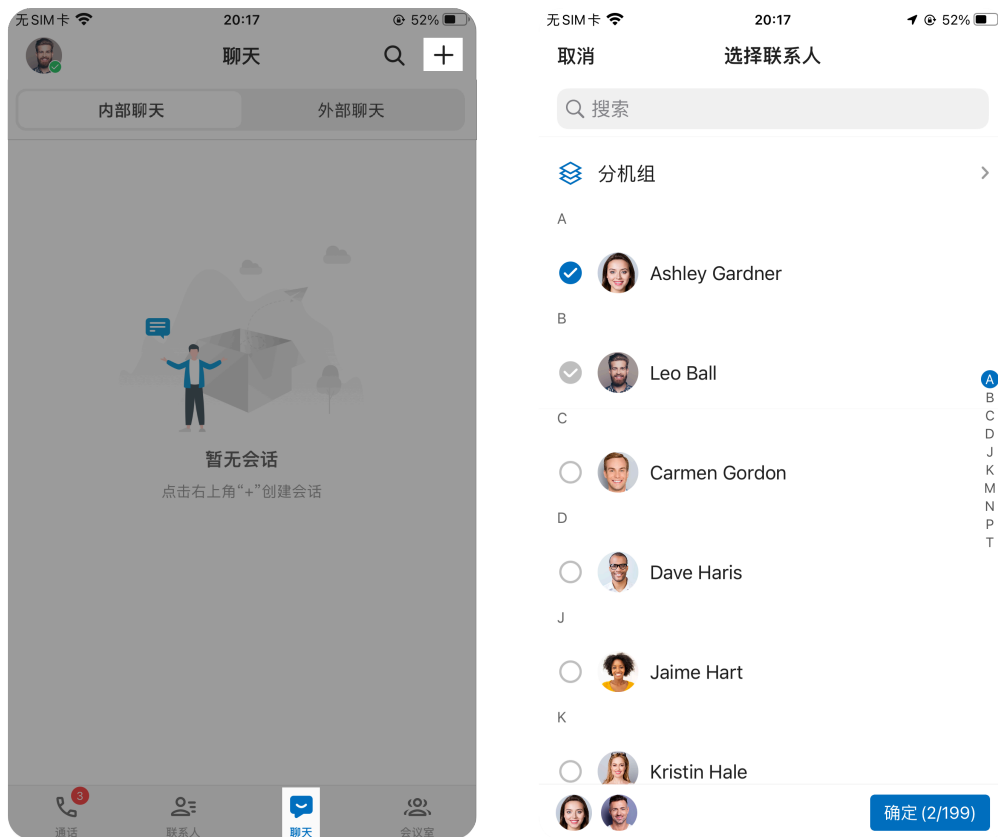 无SIM卡 20:17 52%
聊天
内部聊天 外部聊天
暂无会话
点击右上角“+”创建会话
3
通话 联系人 聊天 会议室
无SIM卡 20:17 52%
取消 选择联系人
搜索
分机组
A
Ashley Gardner
B
Leo Ball
C
Carmen Gordon
D
Dave Haris
J
Jaime Hart
K
Kristin Hale
A
B
C
D
J
K
M
N
P
T
确定 (2/199)